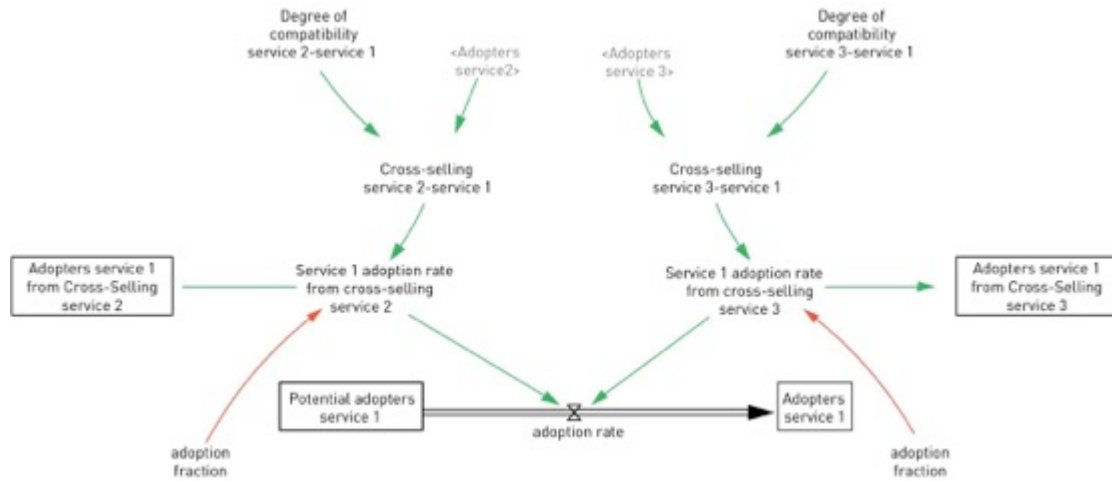 Degree of
compatibility
service 2-service 1
<Adopters
service2>
<Adopters
service 3>
Degree of
compatibility
service 3-service 1
Cross-selling
service 2-service 1
Cross-selling
service 3-service 1
Adopters service 1
from Cross-Selling
service 2
Service 1 adoption rate
from cross-selling
service 2
Service 1 adoption rate
from cross-selling
service 3
Adopters service 1
from Cross-Selling
service 3
Potential adopters
service 1
adoption rate
Adopters
service 1
adoption
fraction
adoption
fraction